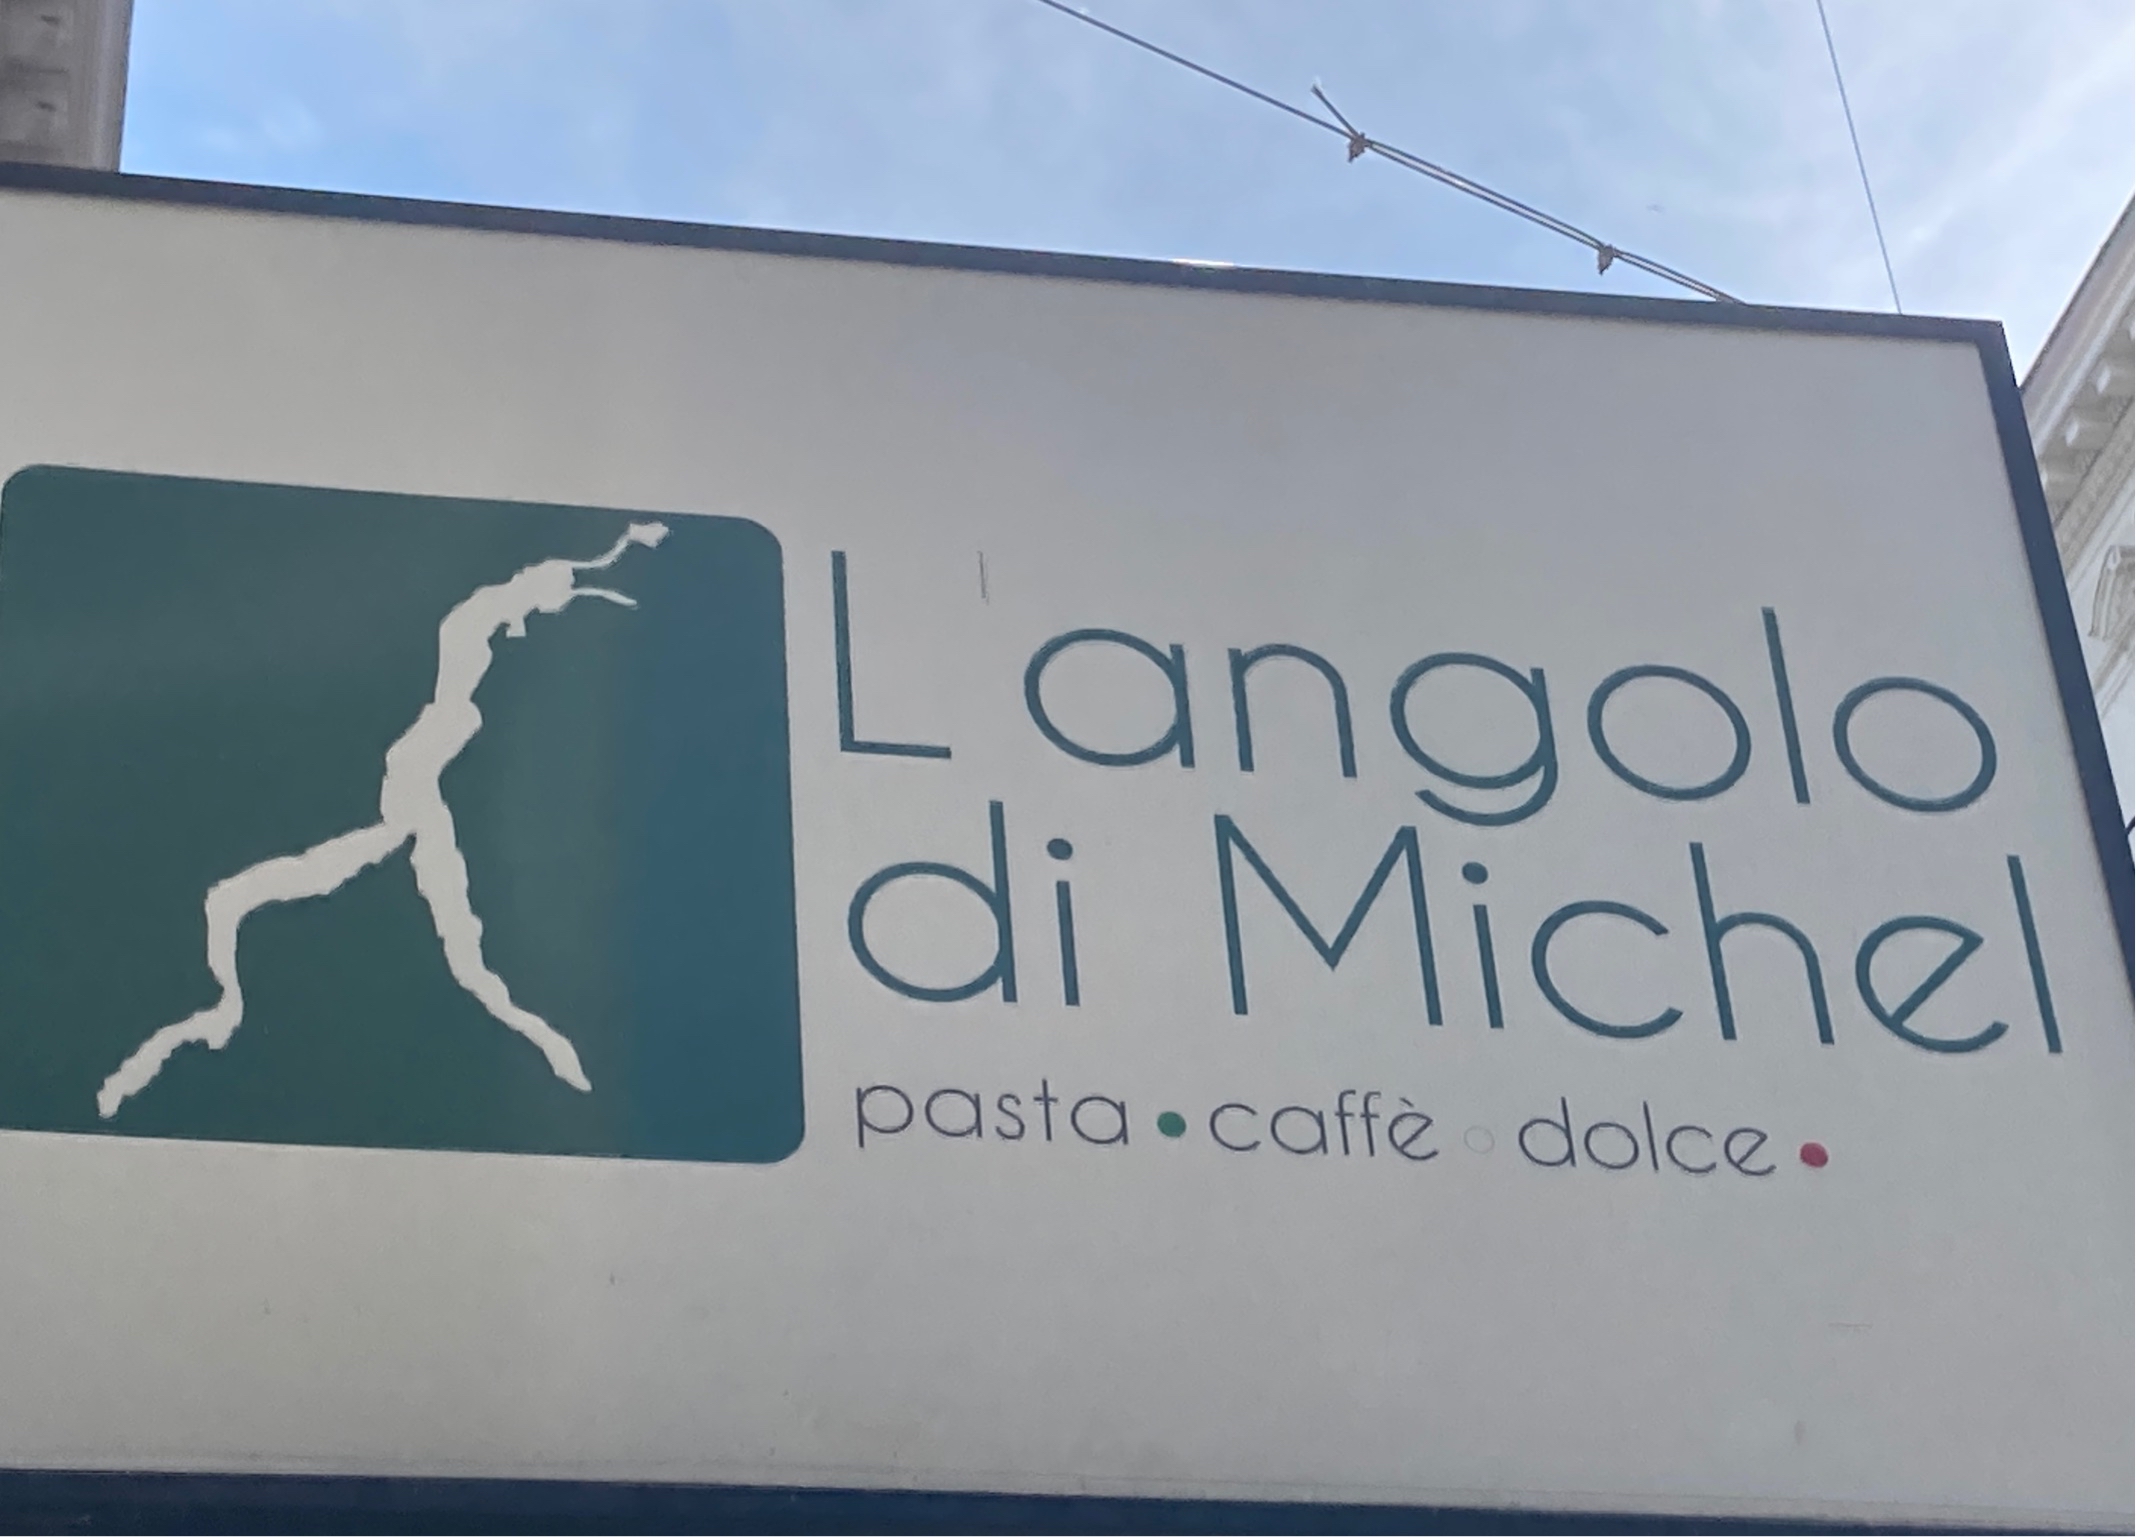 L'angolo
di Michel
pasta • caffè • dolce •